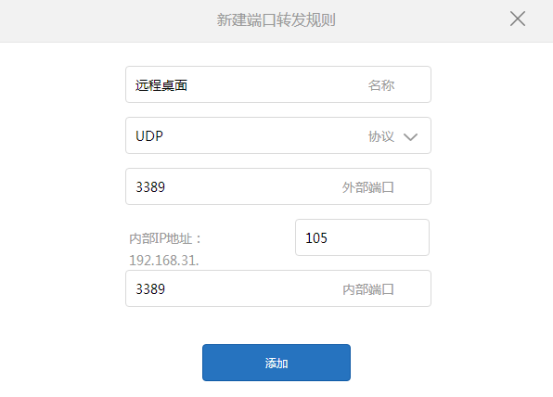 新建端口转发规则
远程桌面 名称
UDP 协议
3389 外部端口
内部IP地址： 105
192.168.31.
3389 内部端口
添加